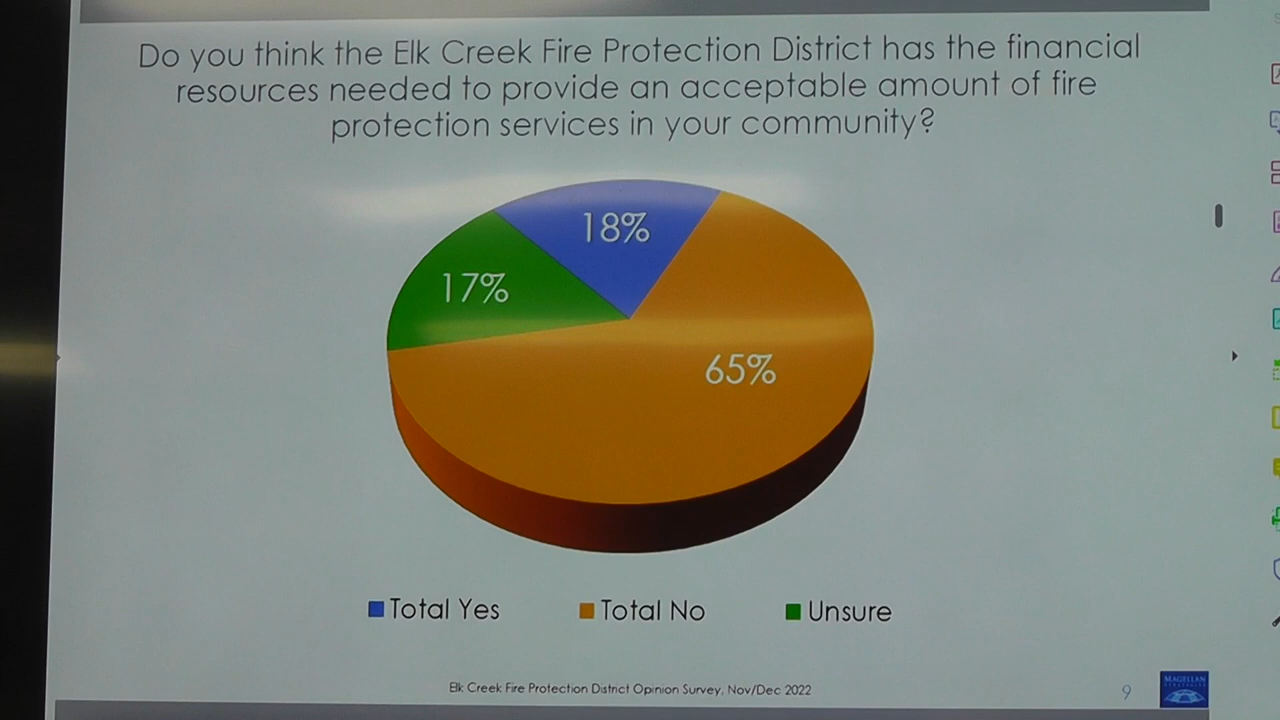 Do you think the Elk Creek Fire Protection District has the financial
resources needed to provide an acceptable amount of fire
protection services in your community?
18%
17%
65%
Total Yes
Total No
Unsure
Elk Creek Fire Protection District Opinion Survey, Nov/Dec 2022
9
MAGELLAN